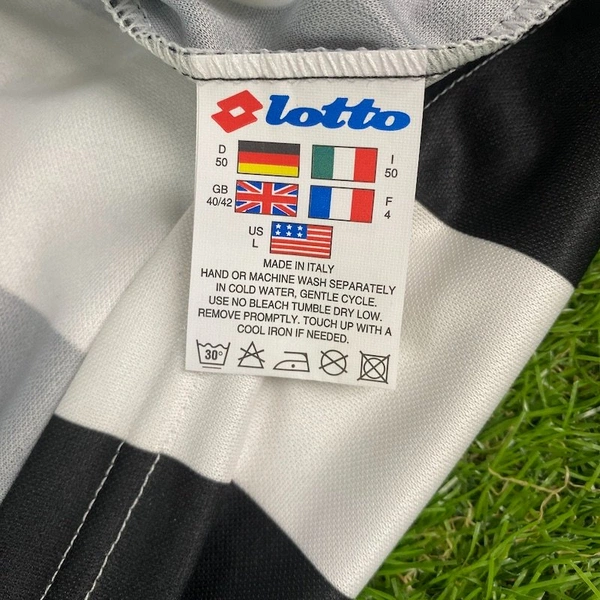 lotto
D
50
I
50
GB
40/42
F
4
US
L
MADE IN ITALY
HAND OR MACHINE WASH SEPARATELY
IN COLD WATER, GENTLE CYCLE.
USE NO BLEACH TUMBLE DRY LOW.
REMOVE PROMPTLY. TOUCH UP WITH A
COOL IRON IF NEEDED.
30°